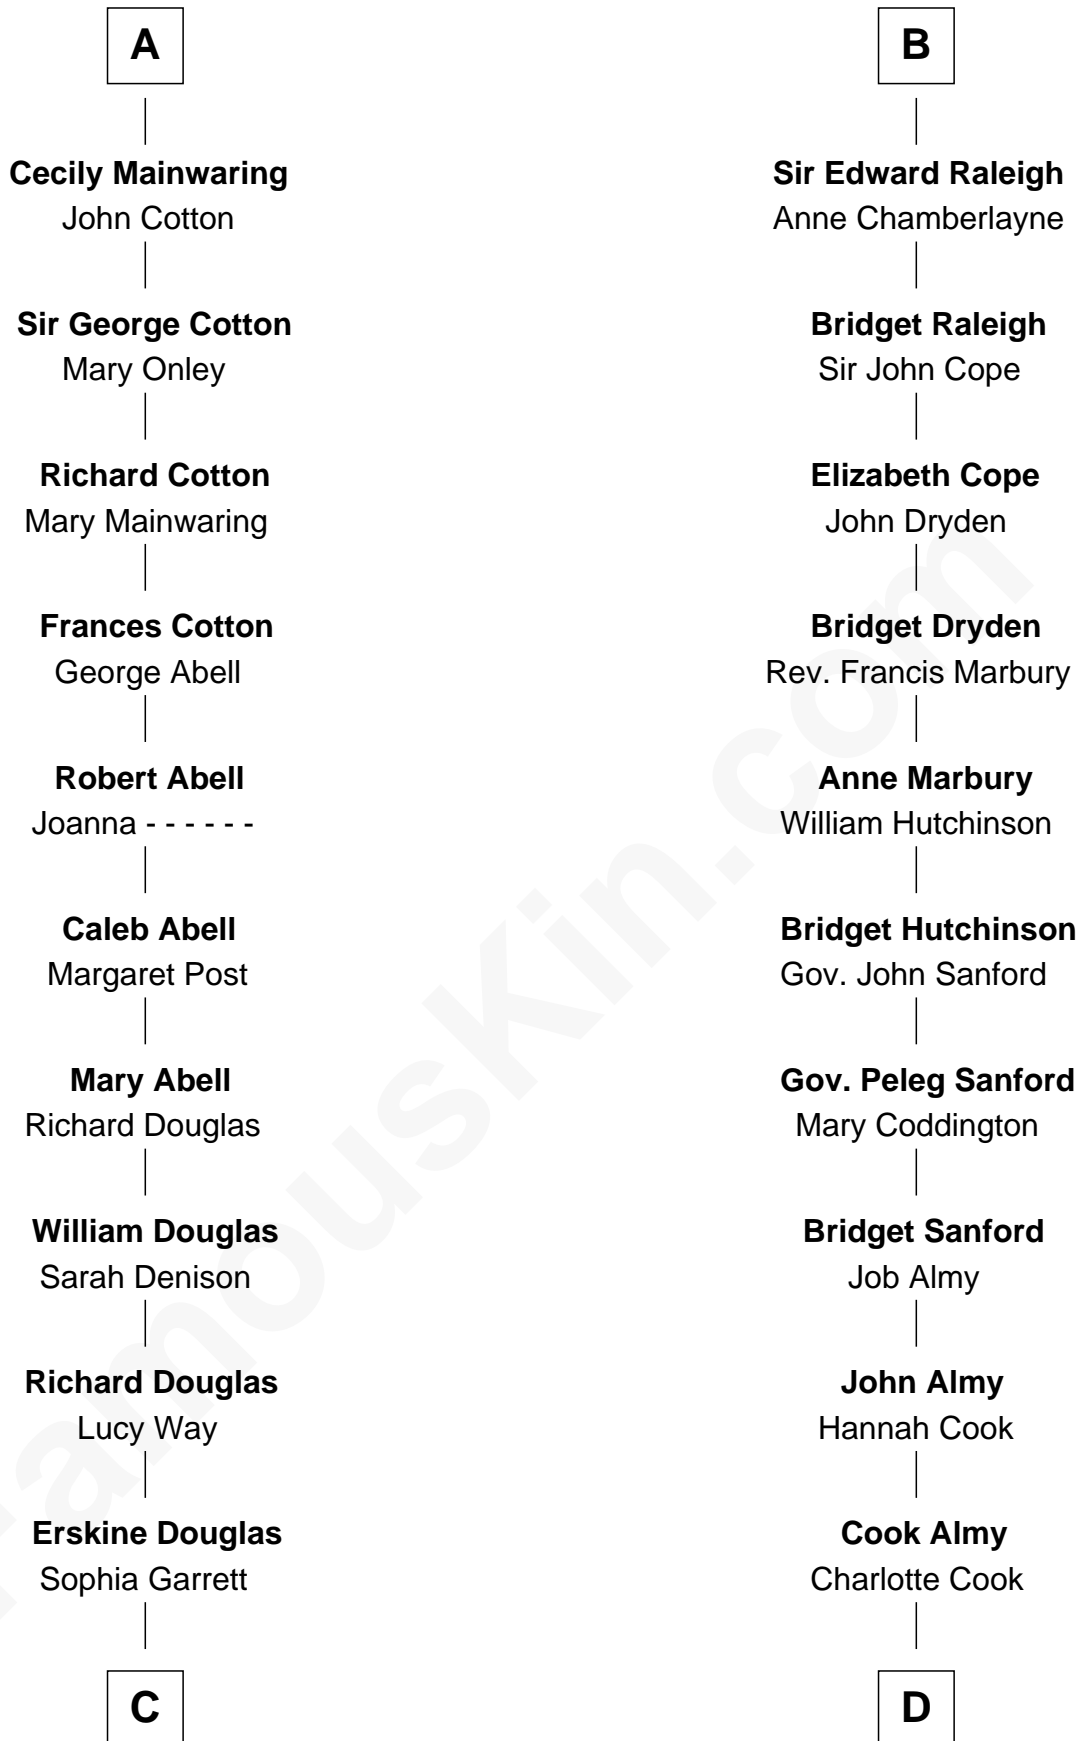 A
Cecily Mainwaring
John Cotton
Sir George Cotton
Mary Onley
Richard Cotton
Mary Mainwaring
Frances Cotton
George Abell
Robert Abell
Joanna - - - - - -
Caleb Abell
Margaret Post
Mary Abell
Richard Douglas
William Douglas
Sarah Denison
Richard Douglas
Lucy Way
Erskine Douglas
Sophia Garrett
C
B
Sir Edward Raleigh
Anne Chamberlayne
Bridget Raleigh
Sir John Cope
Elizabeth Cope
John Dryden
Bridget Dryden
Rev. Francis Marbury
Anne Marbury
William Hutchinson
Bridget Hutchinson
Gov. John Sanford
Gov. Peleg Sanford
Mary Coddington
Bridget Sanford
Job Almy
John Almy
Hannah Cook
Cook Almy
Charlotte Cook
D
FamousKin.com